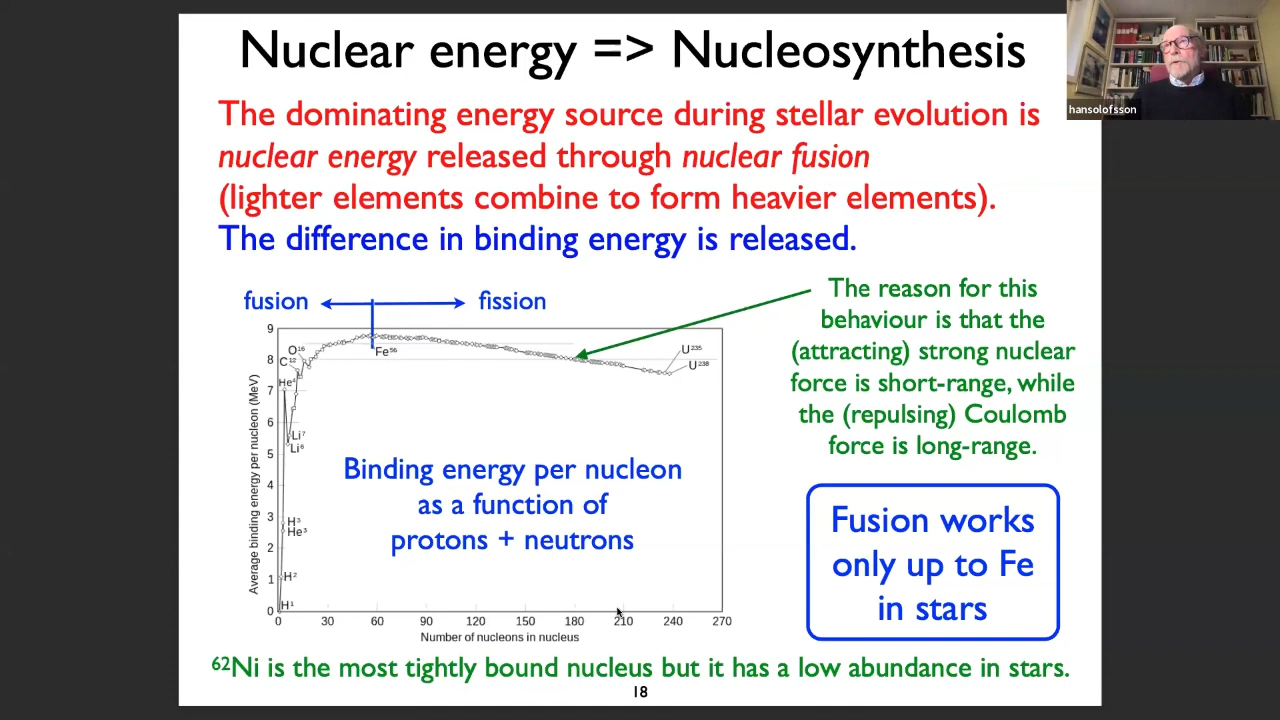 Nuclear energy => Nucleosynthesis
hansolofsson
The dominating energy source during stellar evolution is
nuclear energy released through nuclear fusion
(lighter elements combine to form heavier elements).
The difference in binding energy is released.
fusion
fission
The reason for this
behaviour is that the
(attracting) strong nuclear
force is short-range, while
the (repulsing) Coulomb
force is long-range.
9
8
7
6
5
4
3
2
1
0
Average binding energy per nucleon (MeV)
O¹⁶
C¹²
He⁴
Li⁷
Li⁶
H³
He³
H²
H¹
Fe⁵⁶
U²³⁵
U²³⁸
Binding energy per nucleon
as a function of
protons + neutrons
0 30 60 90 120 150 180 210 240 270
Number of nucleons in nucleus
Fusion works
only up to Fe
in stars
⁶²Ni is the most tightly bound nucleus but it has a low abundance in stars.
18